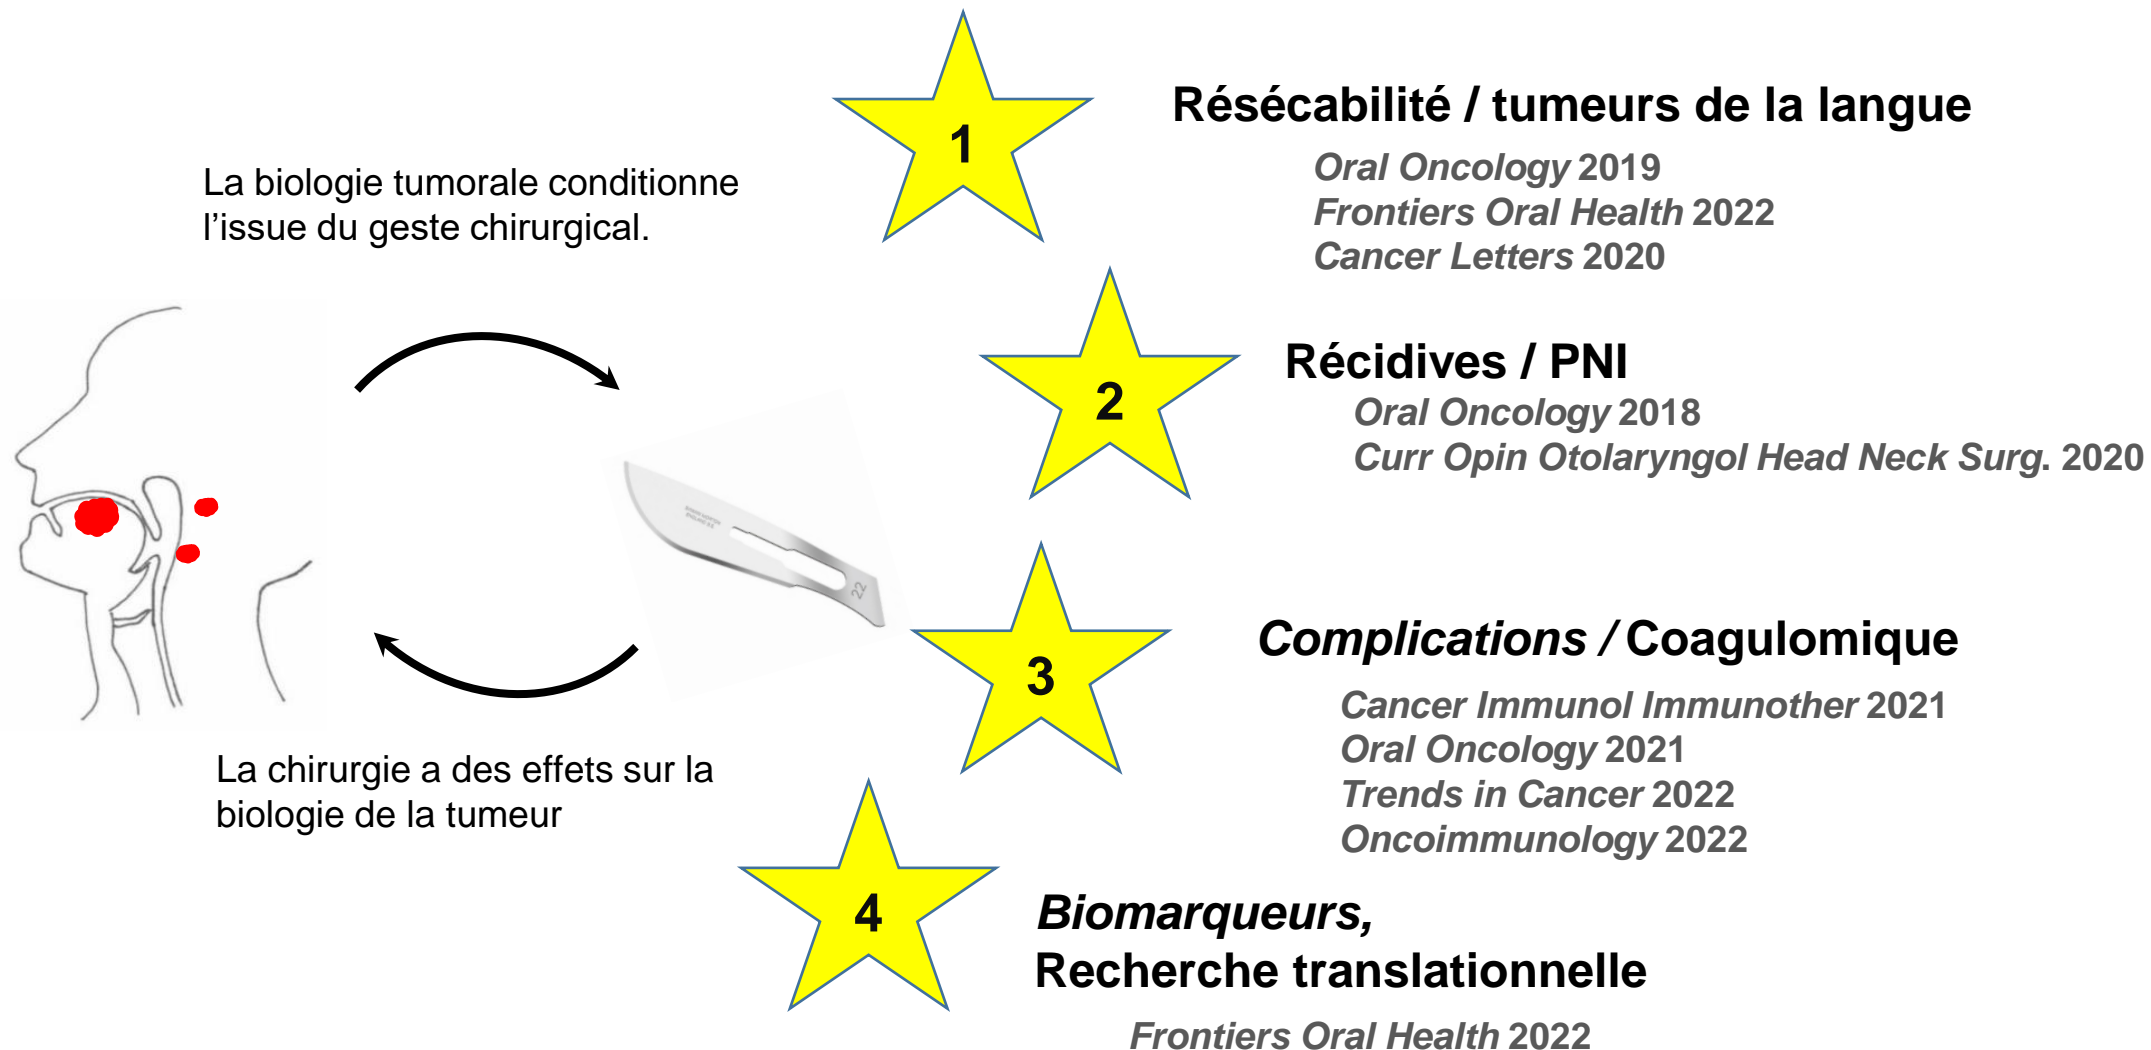 La biologie tumorale conditionne
l’issue du geste chirurgical.
22
La chirurgie a des effets sur la
biologie de la tumeur
1
Résécabilité / tumeurs de la langue
Oral Oncology 2019
Frontiers Oral Health 2022
Cancer Letters 2020
2
Récidives / PNI
Oral Oncology 2018
Curr Opin Otolaryngol Head Neck Surg. 2020
3
Complications / Coagulomique
Cancer Immunol Immunother 2021
Oral Oncology 2021
Trends in Cancer 2022
Oncoimmunology 2022
4
Biomarqueurs,
Recherche translationnelle
Frontiers Oral Health 2022